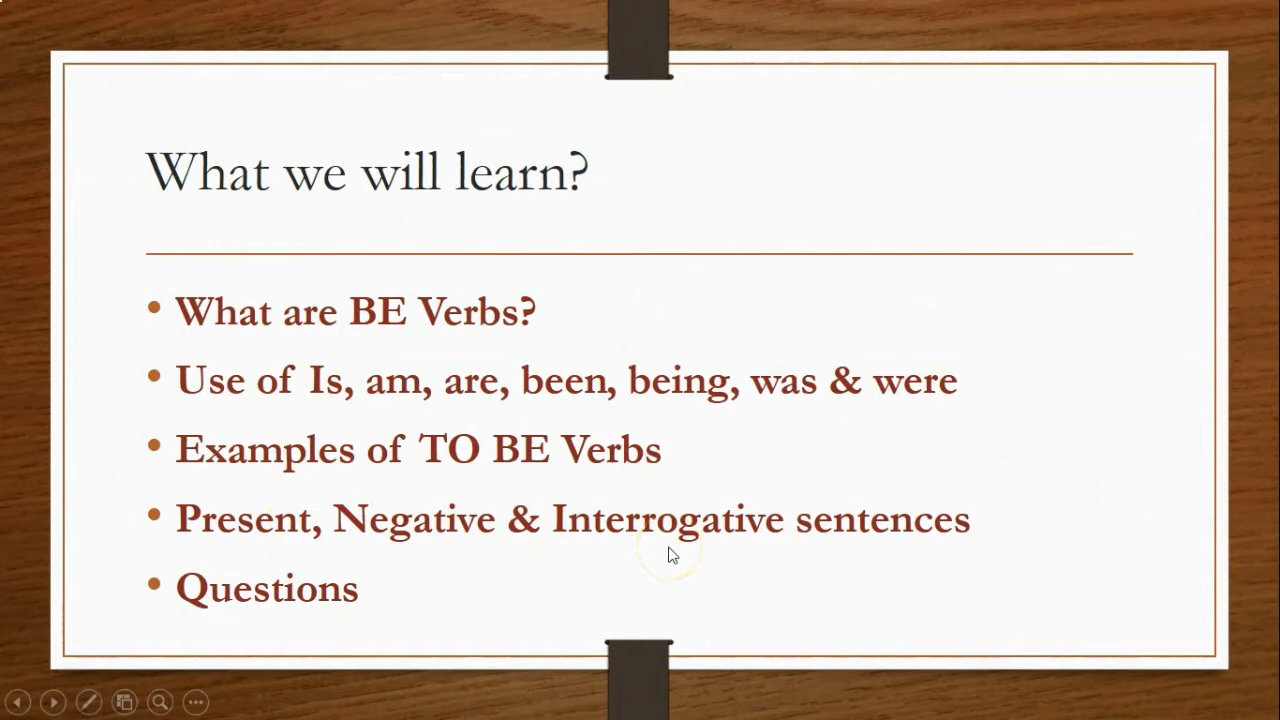 What we will learn?
• What are BE Verbs?
• Use of Is, am, are, been, being, was & were
• Examples of TO BE Verbs
• Present, Negative & Interrogative sentences
• Questions